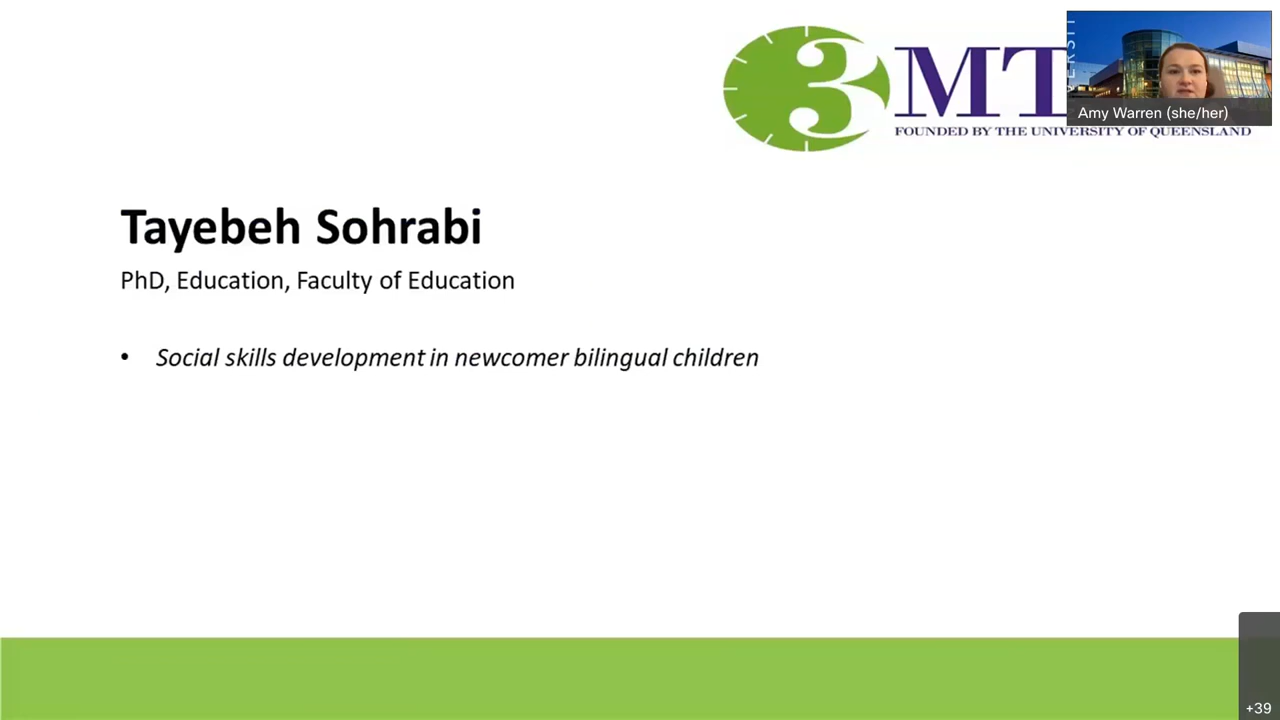 3MT
ERSIT
Amy Warren (she/her)
FOUNDED BY THE UNIVERSITY OF QUEENSLAND
Tayebeh Sohrabi
PhD, Education, Faculty of Education
• Social skills development in newcomer bilingual children
+39